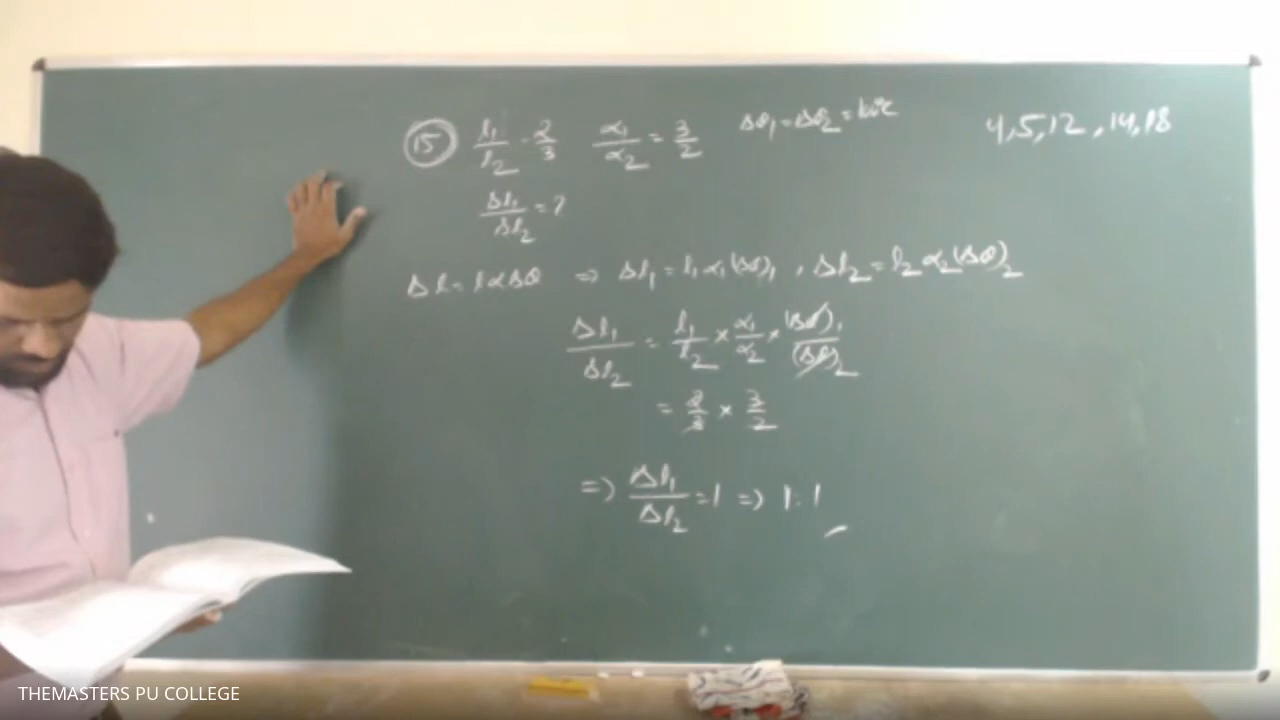 15 l₁/l₂ = 2/3 α₁/α₂ = 3/2 Δθ₁ = Δθ₂ = 100°C
4,5,12,14,18
Δl₁/Δl₂ = ?
Δl = lαΔθ ⇒ Δl₁ = l₁α₁(Δθ)₁ , Δl₂ = l₂α₂(Δθ)₂
Δl₁/Δl₂ = l₁/l₂ × α₁/α₂ × (Δθ)₁/(Δθ)₂
= 2/3 × 3/2
⇒ Δl₁/Δl₂ = 1 ⇒ 1:1
THEMASTERS PU COLLEGE